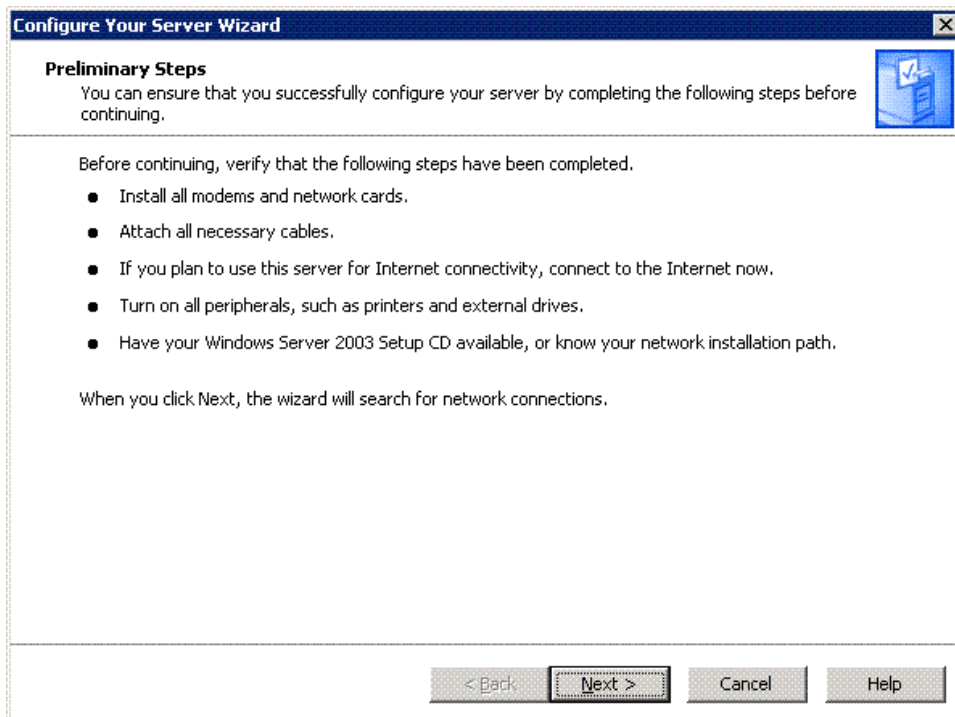 Configure Your Server Wizard
Preliminary Steps
You can ensure that you successfully configure your server by completing the following steps before
continuing.
Before continuing, verify that the following steps have been completed.
● Install all modems and network cards.
● Attach all necessary cables.
● If you plan to use this server for Internet connectivity, connect to the Internet now.
● Turn on all peripherals, such as printers and external drives.
● Have your Windows Server 2003 Setup CD available, or know your network installation path.
When you click Next, the wizard will search for network connections.
< Back Next > Cancel Help